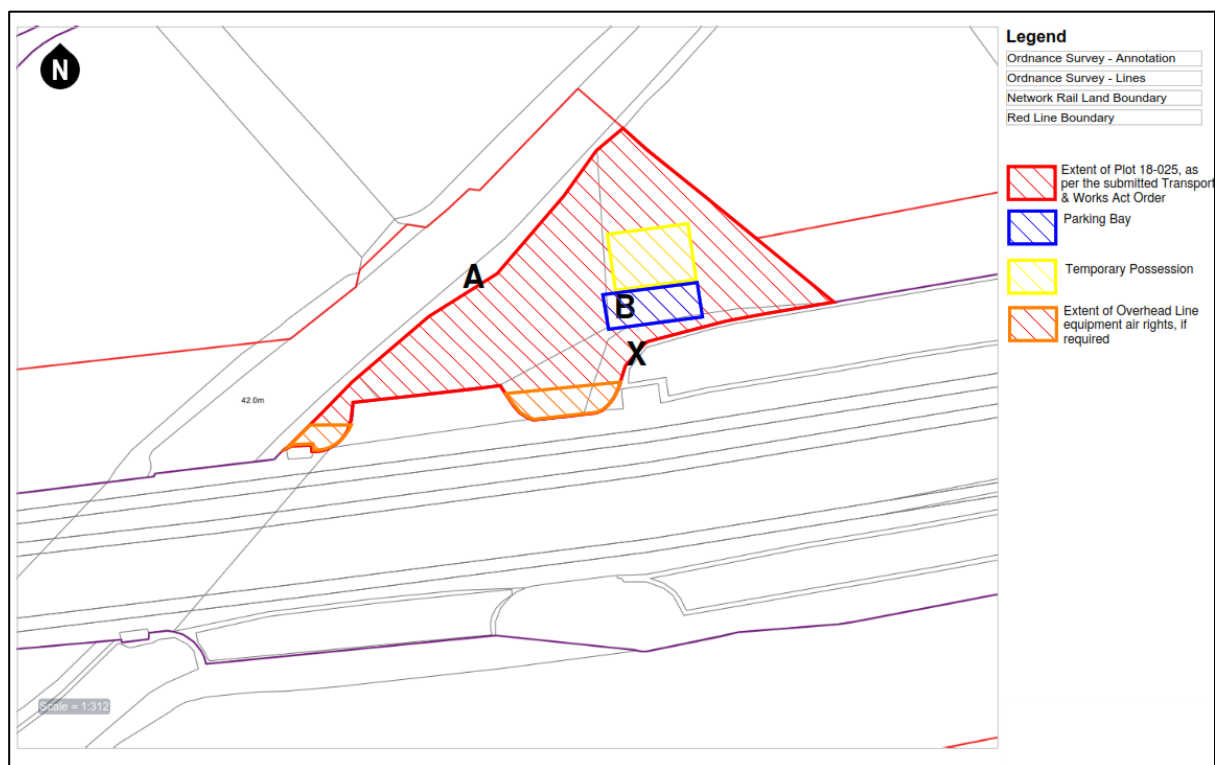 N
Legend
Ordnance Survey - Annotation
Ordnance Survey - Lines
Network Rail Land Boundary
Red Line Boundary
Extent of Plot 18-025, as
per the submitted Transport
& Works Act Order
Parking Bay
Temporary Possession
Extent of Overhead Line
equipment air rights, if
required
A
B
X
42.0m
Scale = 1:312